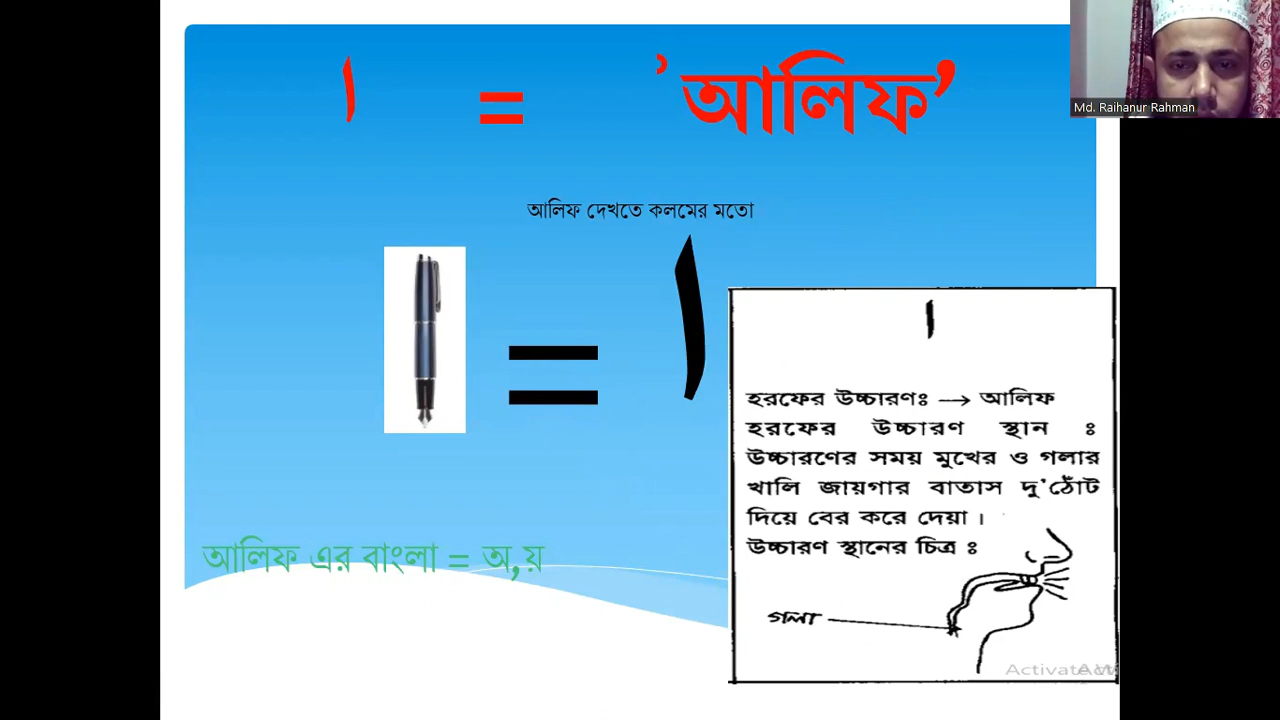 ا = 'আলিফ’
Md. Raihanur Rahman
আলিফ দেখতে কলমের মতো
= ا
ا
হরফের উচ্চারণঃ → আলিফ
হরফের উচ্চারণ স্থান ঃ
উচ্চারণের সময় মুখের ও গলার
খালি জায়গার বাতাস দু'ঠোঁট
দিয়ে বের করে দেয়া।
উচ্চারণ স্থানের চিত্র ঃ
গলা
আলিফ এর বাংলা = অ,য়
Activate